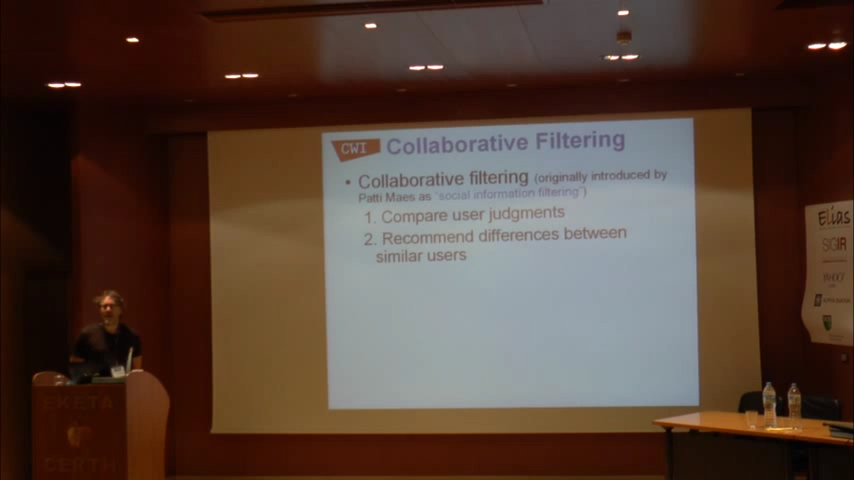 CWI Collaborative Filtering
• Collaborative filtering (originally introduced by
Patti Maes as "social information filtering")
1. Compare user judgments
2. Recommend differences between
similar users
Elias
SIGIR
YAHOO!
EKETA
CERTH